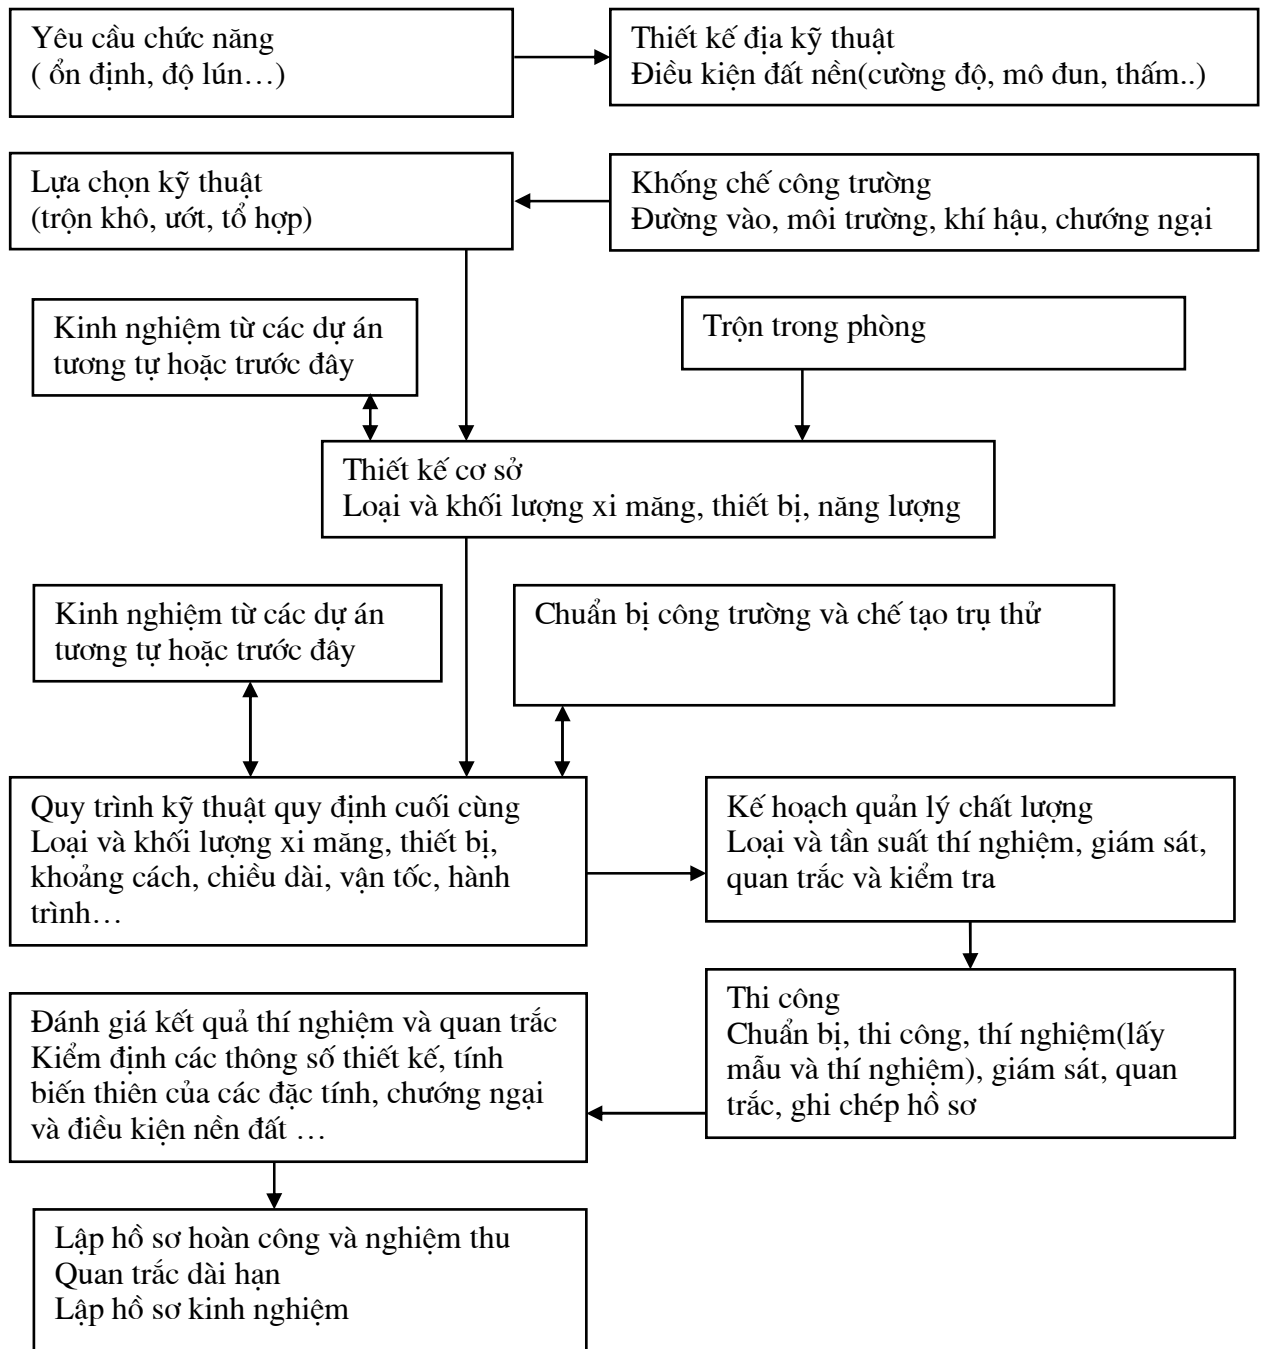 Yêu cầu chức năng
( ổn định, độ lún…)
Thiết kế địa kỹ thuật
Điều kiện đất nền(cường độ, mô đun, thấm..)
Lựa chọn kỹ thuật
(trộn khô, ướt, tổ hợp)
Khống chế công trường
Đường vào, môi trường, khí hậu, chướng ngại
Kinh nghiệm từ các dự án
tương tự hoặc trước đây
Trộn trong phòng
Thiết kế cơ sở
Loại và khối lượng xi măng, thiết bị, năng lượng
Kinh nghiệm từ các dự án
tương tự hoặc trước đây
Chuẩn bị công trường và chế tạo trụ thử
Quy trình kỹ thuật quy định cuối cùng
Loại và khối lượng xi măng, thiết bị,
khoảng cách, chiều dài, vận tốc, hành
trình…
Kế hoạch quản lý chất lượng
Loại và tần suất thí nghiệm, giám sát,
quan trắc và kiểm tra
Thi công
Chuẩn bị, thi công, thí nghiệm(lấy
mẫu và thí nghiệm), giám sát, quan
trắc, ghi chép hồ sơ
Đánh giá kết quả thí nghiệm và quan trắc
Kiểm định các thông số thiết kế, tính
biến thiên của các đặc tính, chướng ngại
và điều kiện nền đất …
Lập hồ sơ hoàn công và nghiệm thu
Quan trắc dài hạn
Lập hồ sơ kinh nghiệm